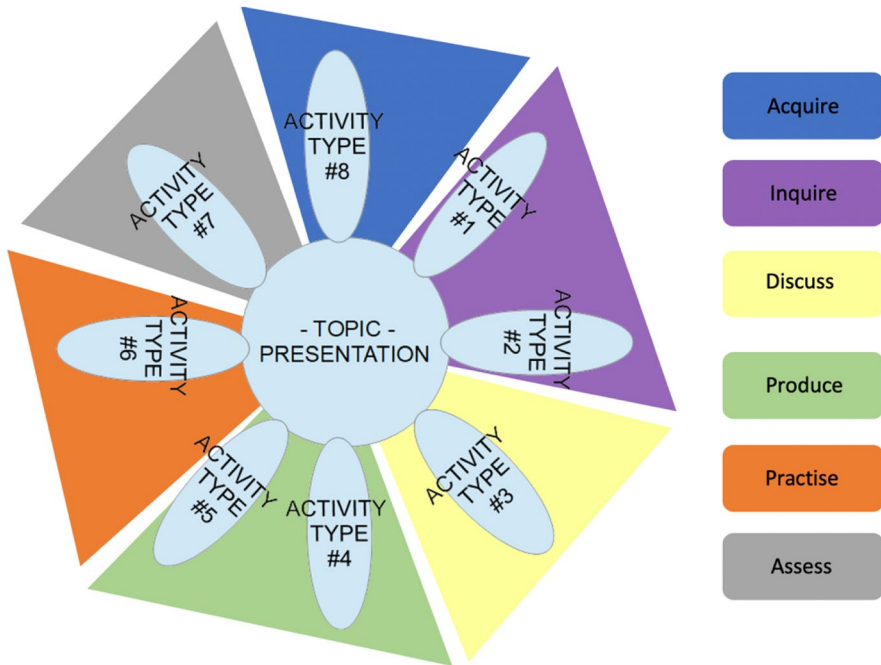 - TOPIC -
PRESENTATION
ACTIVITY
TYPE
#8
ACTIVITY
TYPE
#1
ACTIVITY
TYPE
#2
ACTIVITY
TYPE
#3
ACTIVITY
TYPE
#4
ACTIVITY
TYPE
#5
ACTIVITY
TYPE
#6
ACTIVITY
TYPE
#7
Acquire
Inquire
Discuss
Produce
Practise
Assess